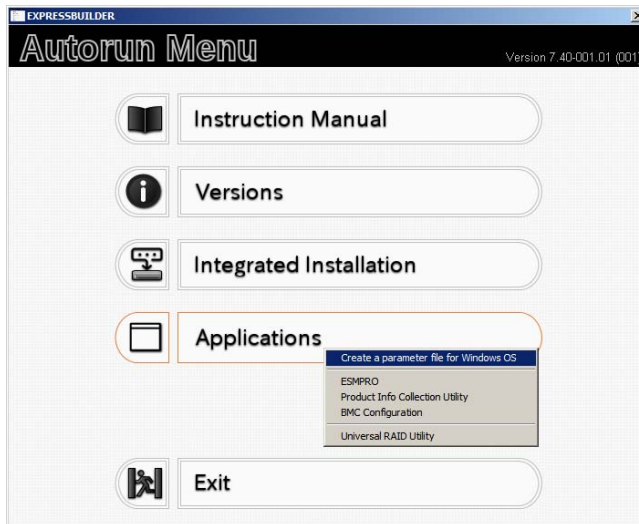 EXPRESSBUILDER
Autorun Menu
Version 7.40-001.01 (001)
Instruction Manual
Versions
Integrated Installation
Applications
Create a parameter file for Windows OS
ESMPRO
Product Info Collection Utility
BMC Configuration
Universal RAID Utility
Exit